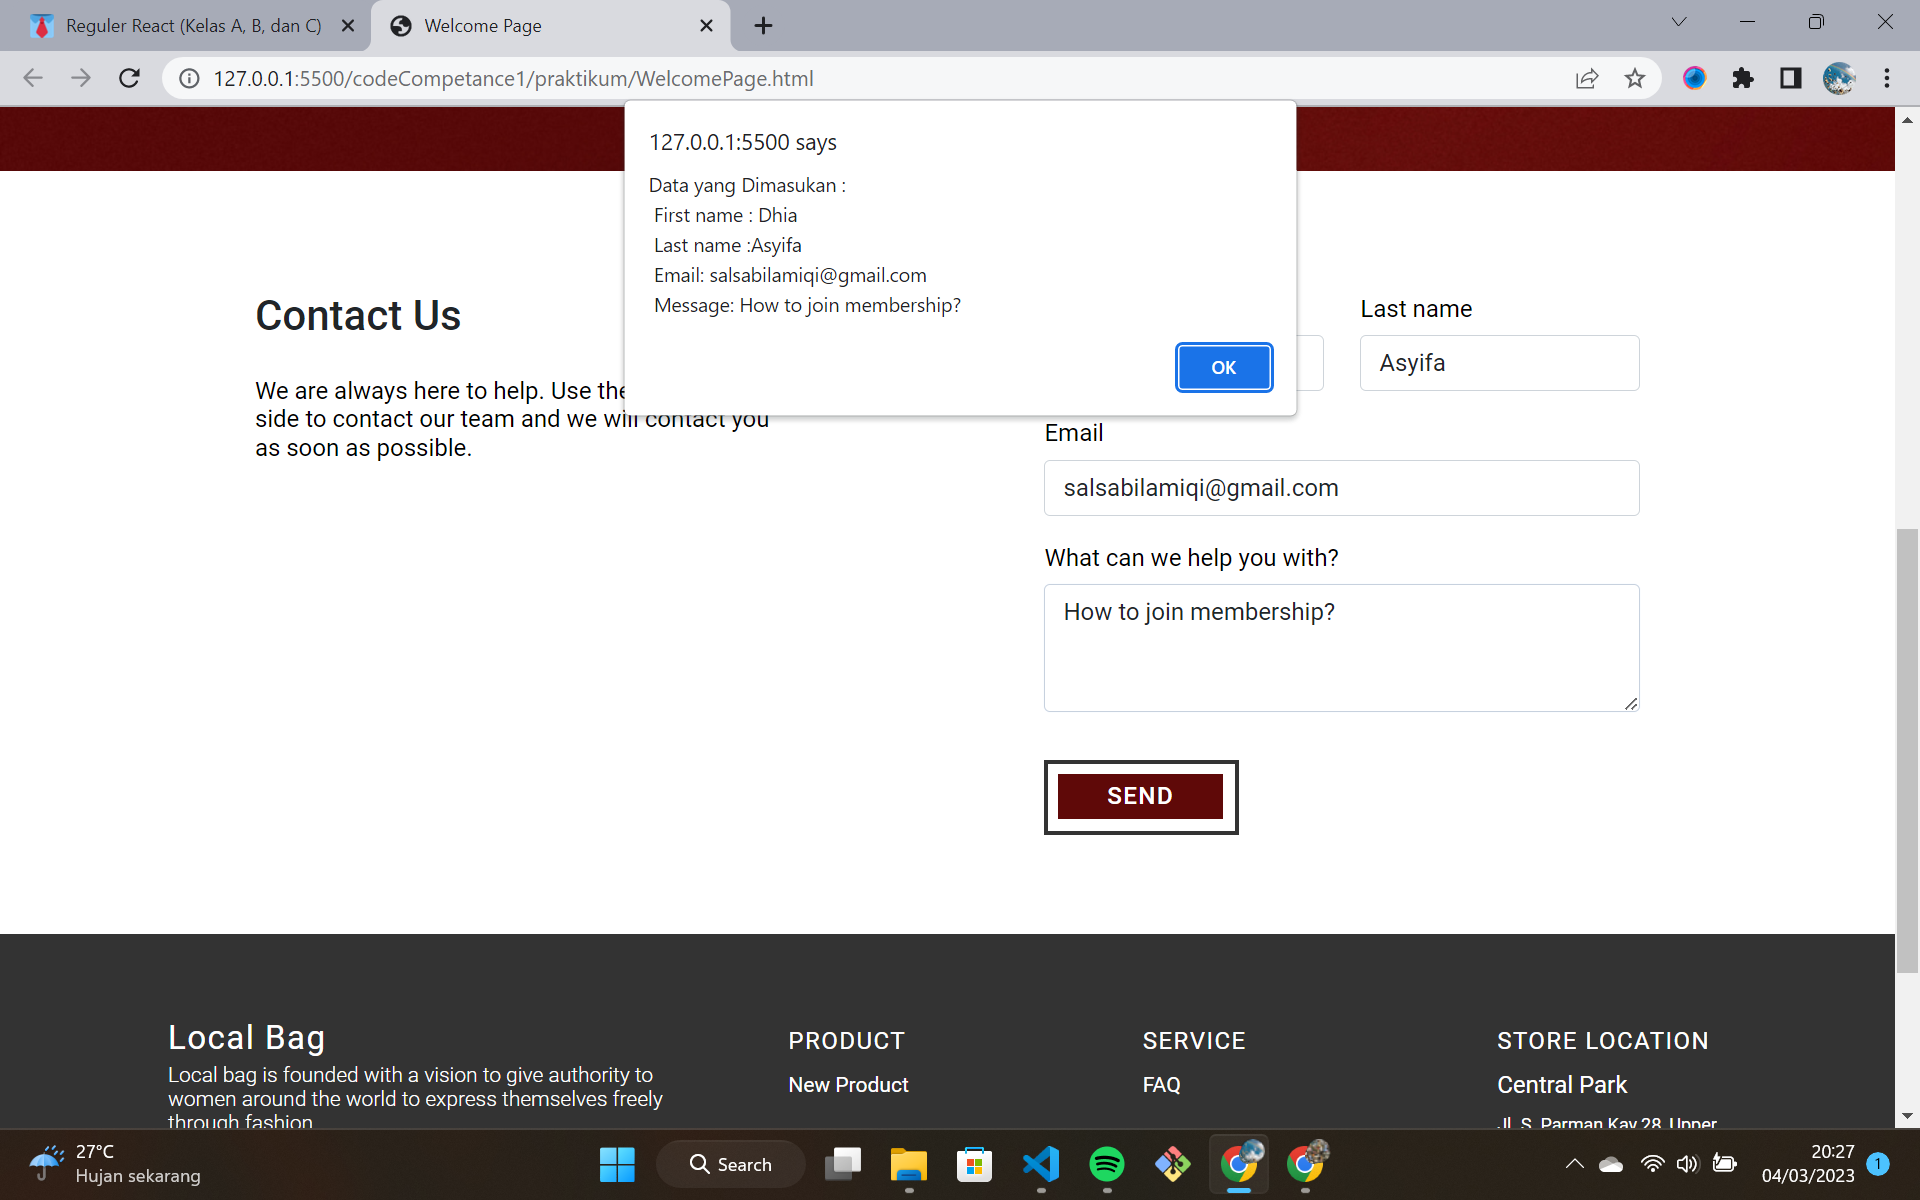 Reguler React (Kelas A, B, dan C)
Welcome Page
127.0.0.1:5500/codeCompetance1/praktikum/WelcomePage.html
127.0.0.1:5500 says
Data yang Dimasukan :
First name : Dhia
Last name :Asyifa
Email: salsabilamiqi@gmail.com
Message: How to join membership?
OK
Contact Us
We are always here to help. Use the
side to contact our team and we will contact you
as soon as possible.
Last name
Asyifa
Email
salsabilamiqi@gmail.com
What can we help you with?
How to join membership?
SEND
Local Bag
Local bag is founded with a vision to give authority to
women around the world to express themselves freely
through fashion
PRODUCT
New Product
SERVICE
FAQ
STORE LOCATION
Central Park
Jl. S. Parman Kav 28, Upper
27°C
Hujan sekarang
Search
20:27
04/03/2023
1